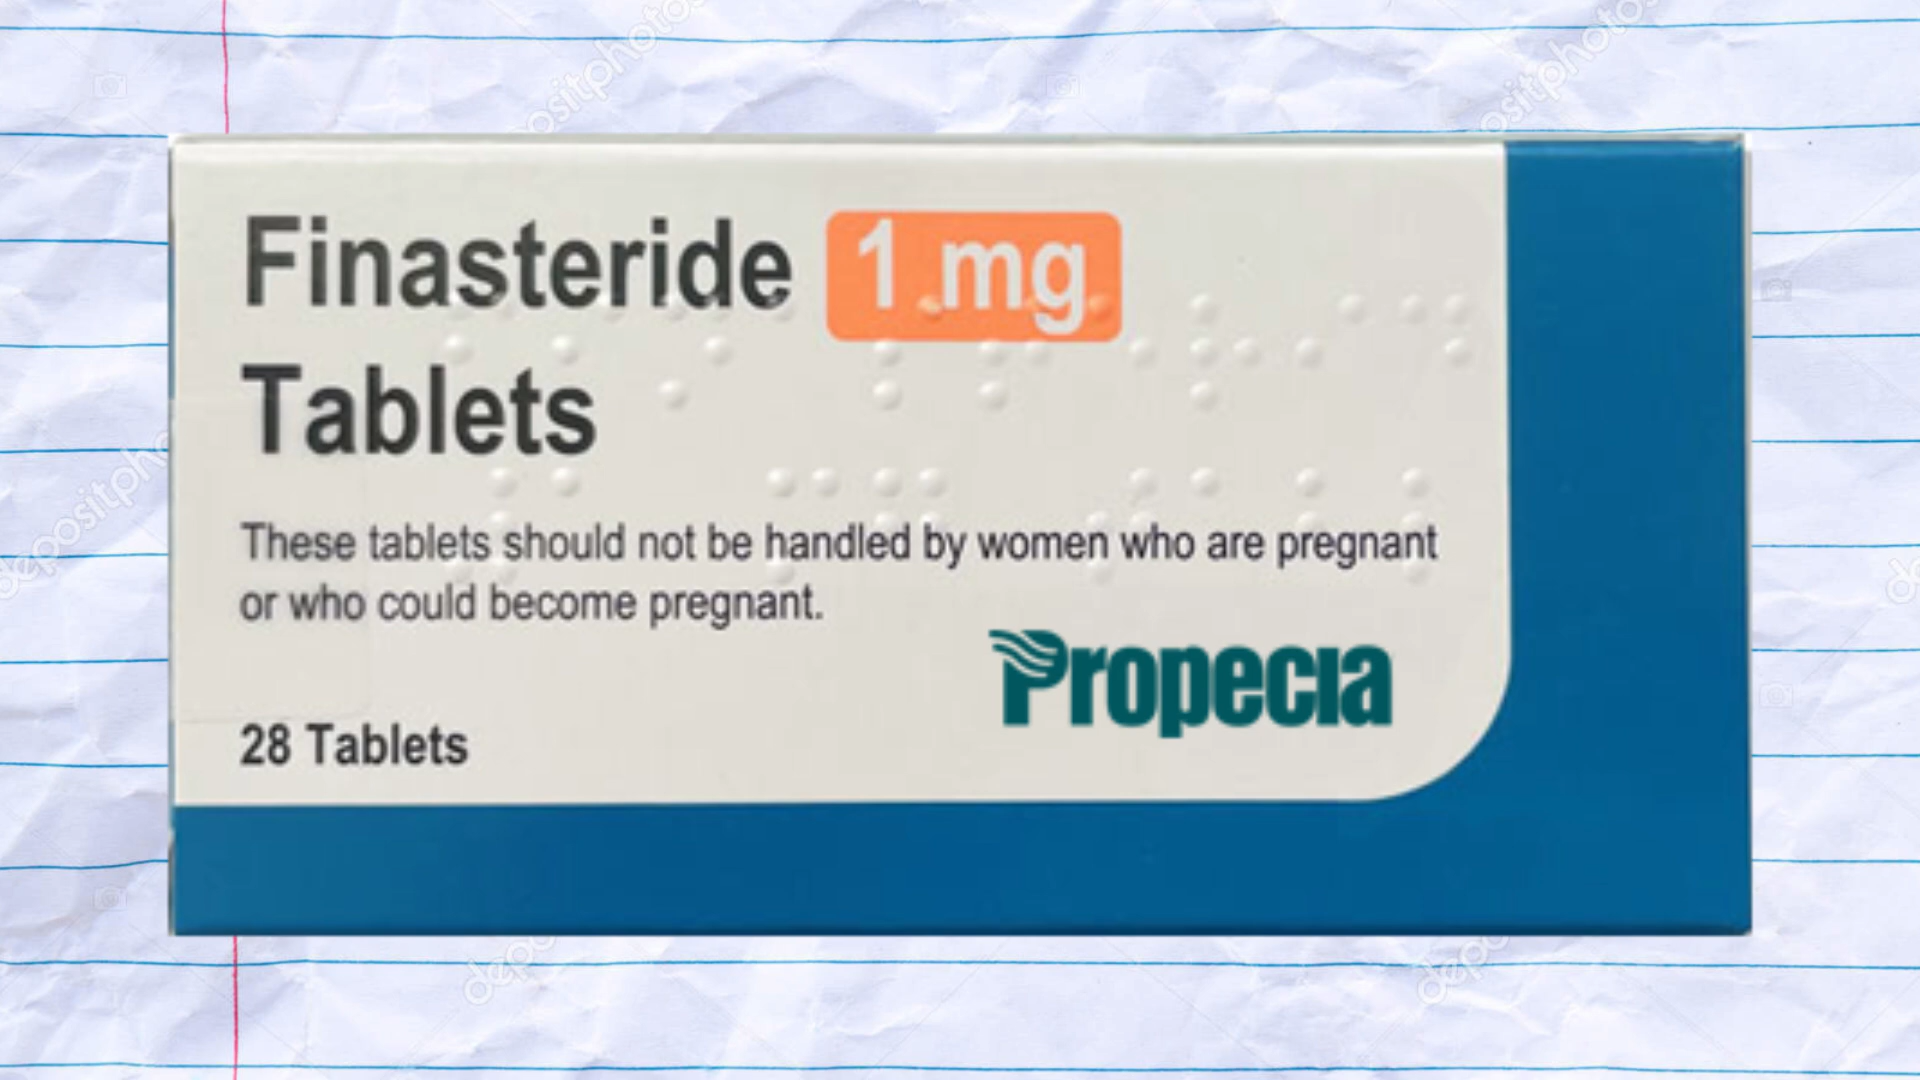 Finasteride 1 mg
Tablets
These tablets should not be handled by women who are pregnant
or who could become pregnant.
Propecia
28 Tablets
depositphotos